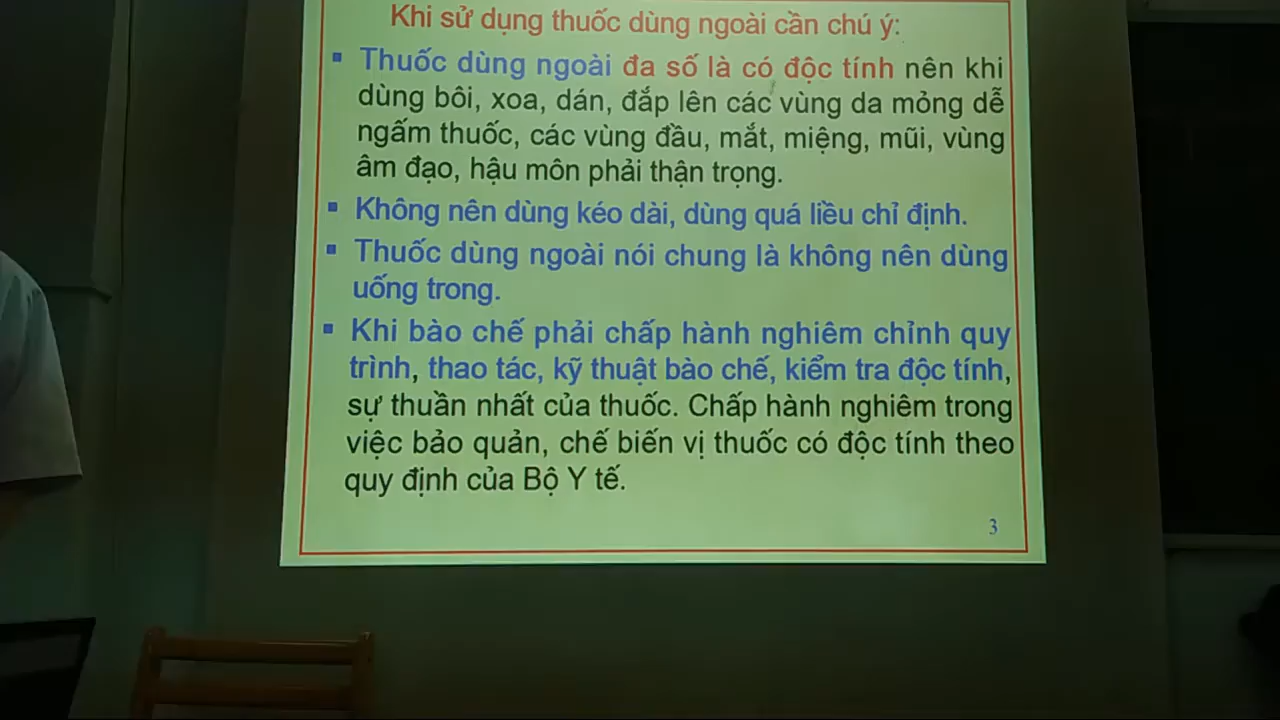 Khi sử dụng thuốc dùng ngoài cần chú ý:
▪ Thuốc dùng ngoài đa số là có độc tính nên khi
dùng bôi, xoa, dán, đắp lên các vùng da mỏng dễ
ngấm thuốc, các vùng đầu, mắt, miệng, mũi, vùng
âm đạo, hậu môn phải thận trọng.
▪ Không nên dùng kéo dài, dùng quá liều chỉ định.
▪ Thuốc dùng ngoài nói chung là không nên dùng
uống trong.
▪ Khi bào chế phải chấp hành nghiêm chỉnh quy
trình, thao tác, kỹ thuật bào chế, kiểm tra độc tính,
sự thuần nhất của thuốc. Chấp hành nghiêm trong
việc bảo quản, chế biến vị thuốc có độc tính theo
quy định của Bộ Y tế.
3